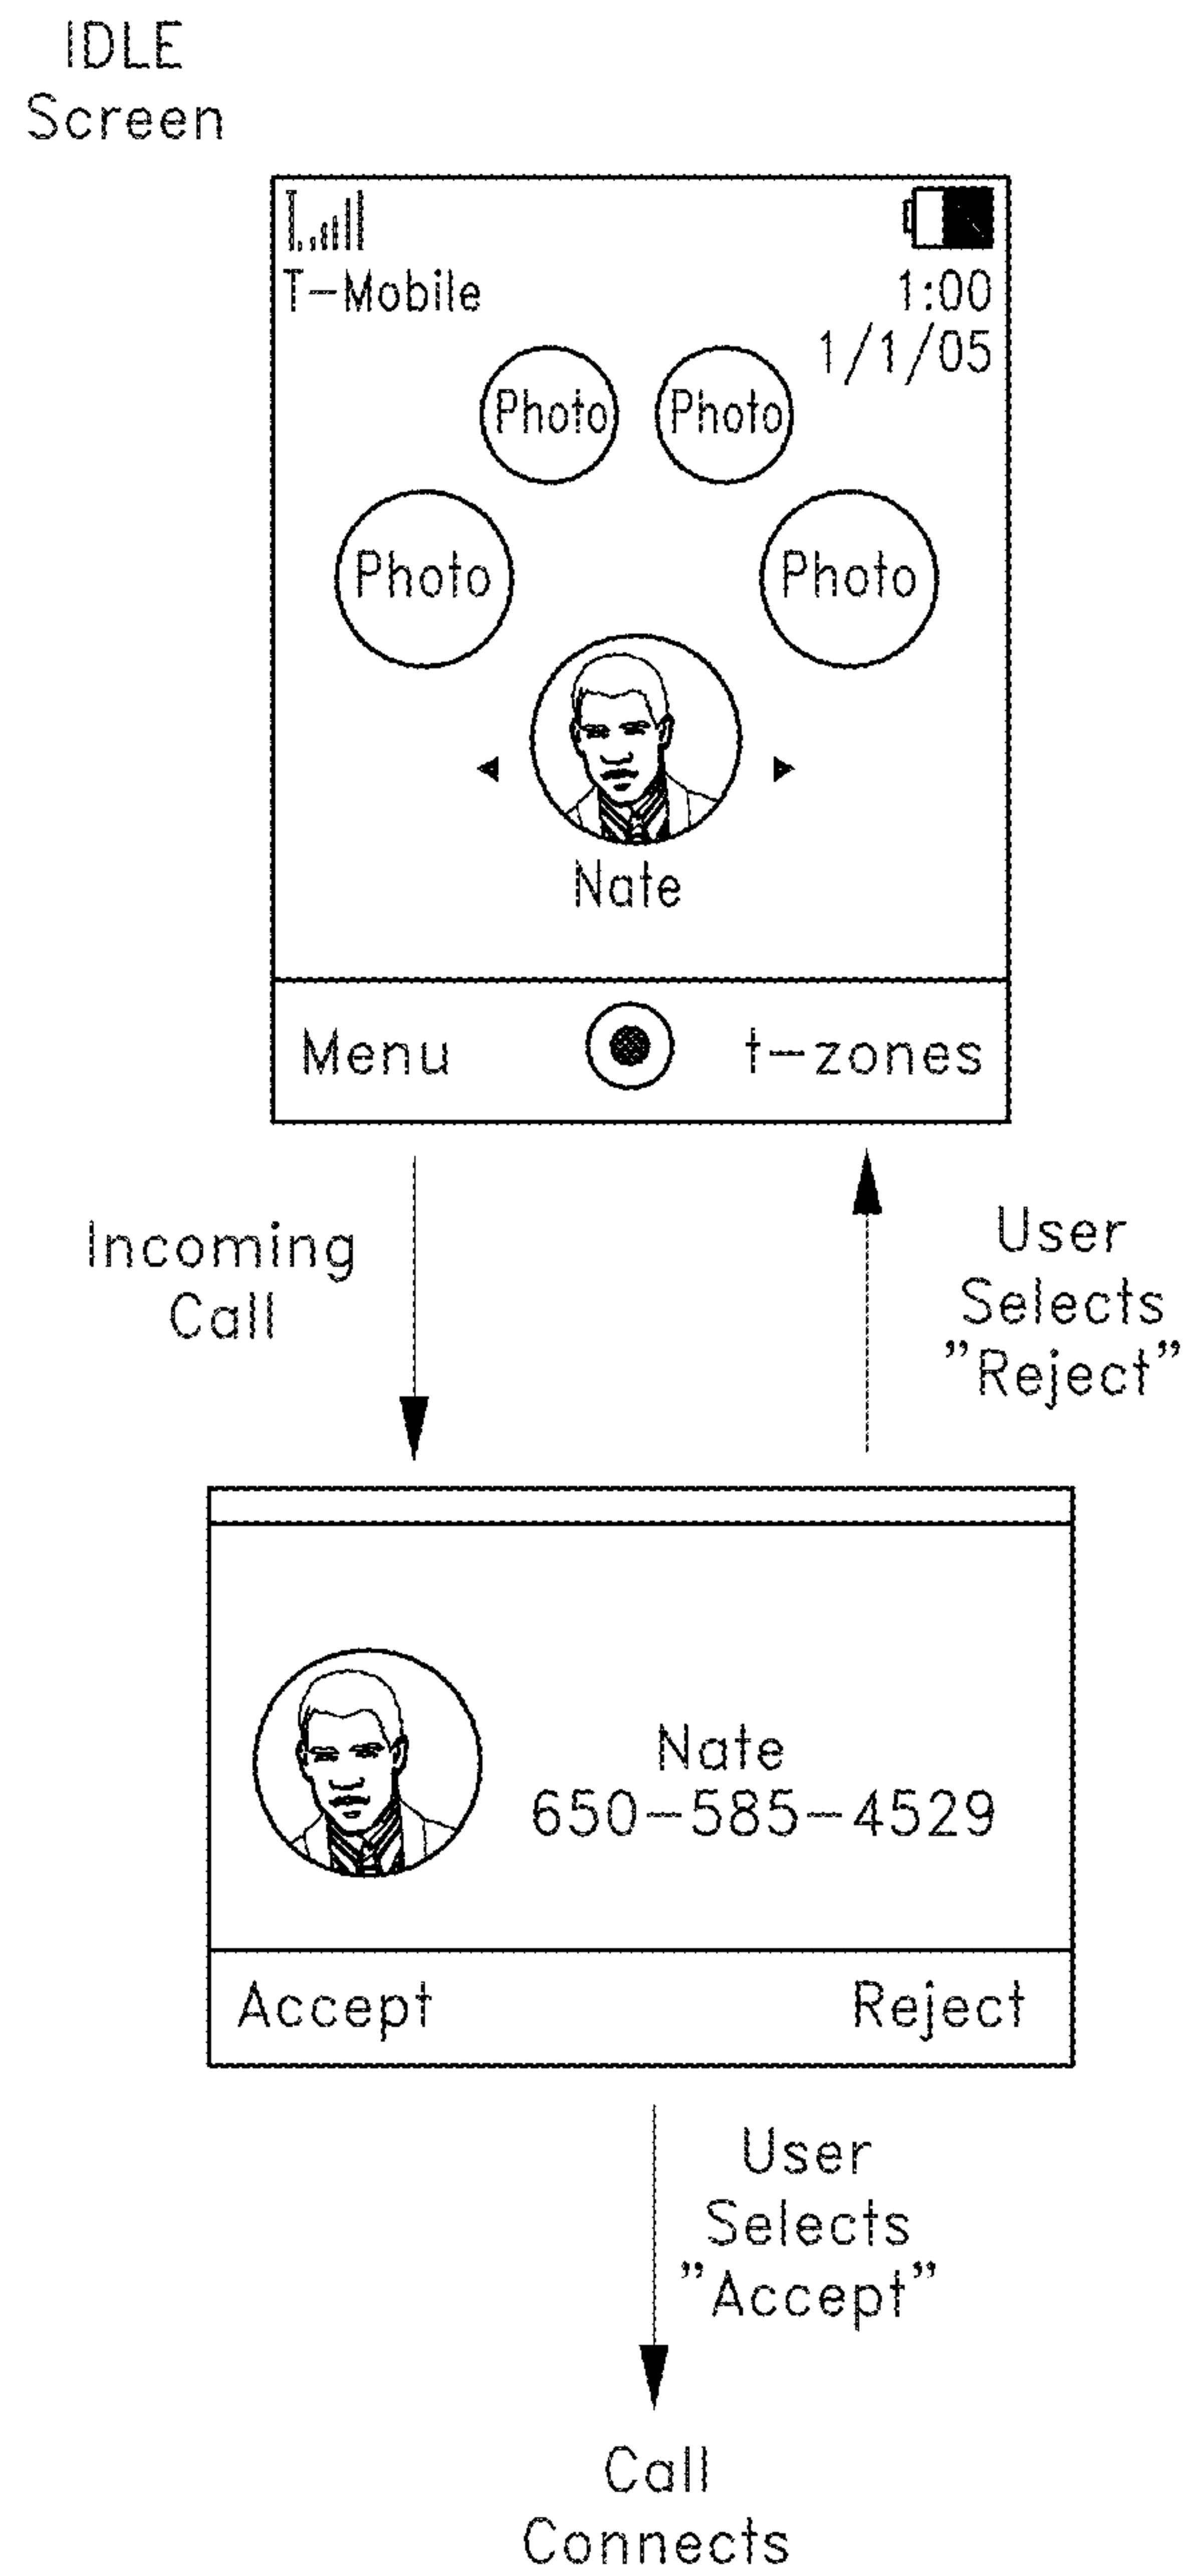 IDLE
Screen
T-Mobile
1:00
1/1/05
Photo
Photo
Photo
Photo
Nate
Menu
t-zones
Incoming
Call
User
Selects
"Reject"
Nate
650-585-4529
Accept
Reject
User
Selects
"Accept"
Call
Connects